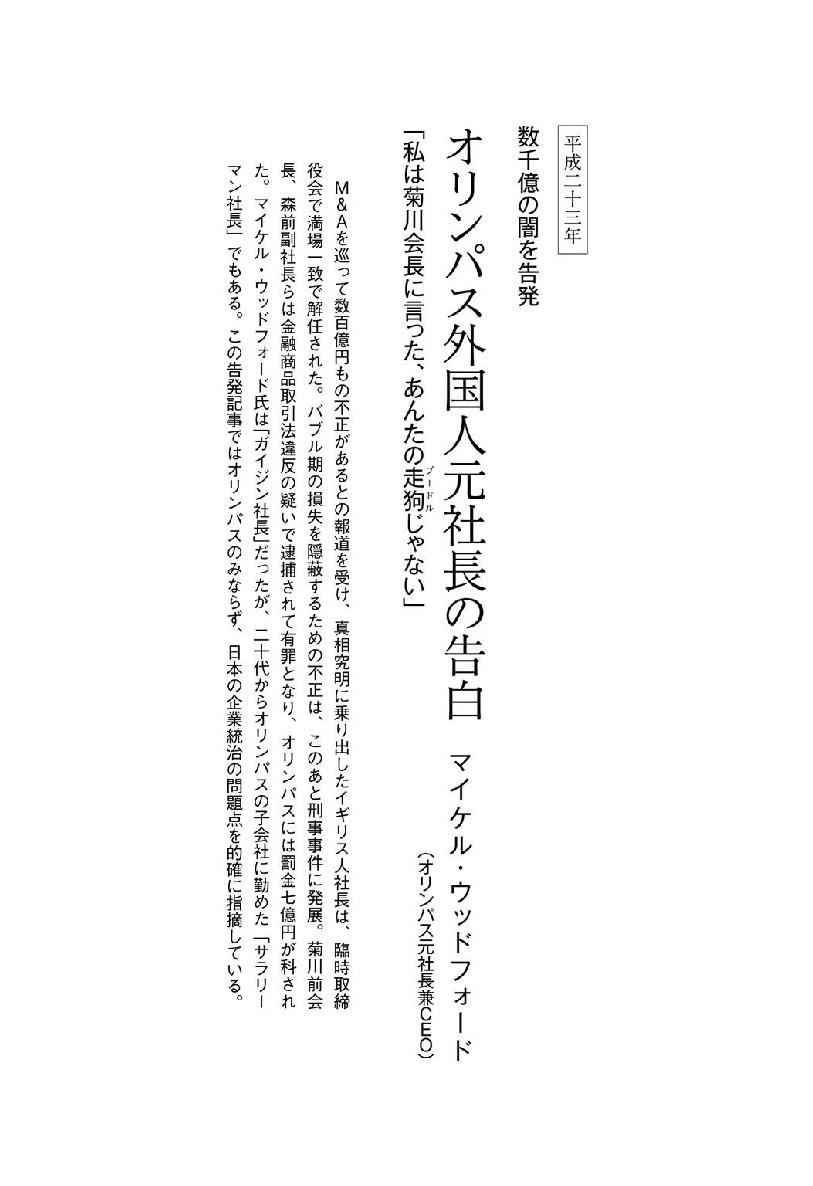 平成二十三年
数千億の闇を告発
オリンパス外国人元社長の告白 マイケル・ウッドフォード
（オリンパス元社長兼CEO）
「私は菊川会長に言った、あんたの走狗プードルじゃない」
M&Aを巡って数百億円もの不正があるとの報道を受け、真相究明に乗り出したイギリス人社長は、臨時取締
役会で満場一致で解任された。バブル期の損失を隠蔽するための不正は、このあと刑事事件に発展。菊川前会
長、森前副社長らは金融商品取引法違反の疑いで逮捕されて有罪となり、オリンパスには罰金七億円が科され
た。マイケル・ウッドフォード氏は「ガイジン社長」だったが、二十代からオリンパスの子会社に勤めた「サラリー
マン社長」でもある。この告発記事ではオリンパスのみならず、日本の企業統治の問題点を的確に指摘している。